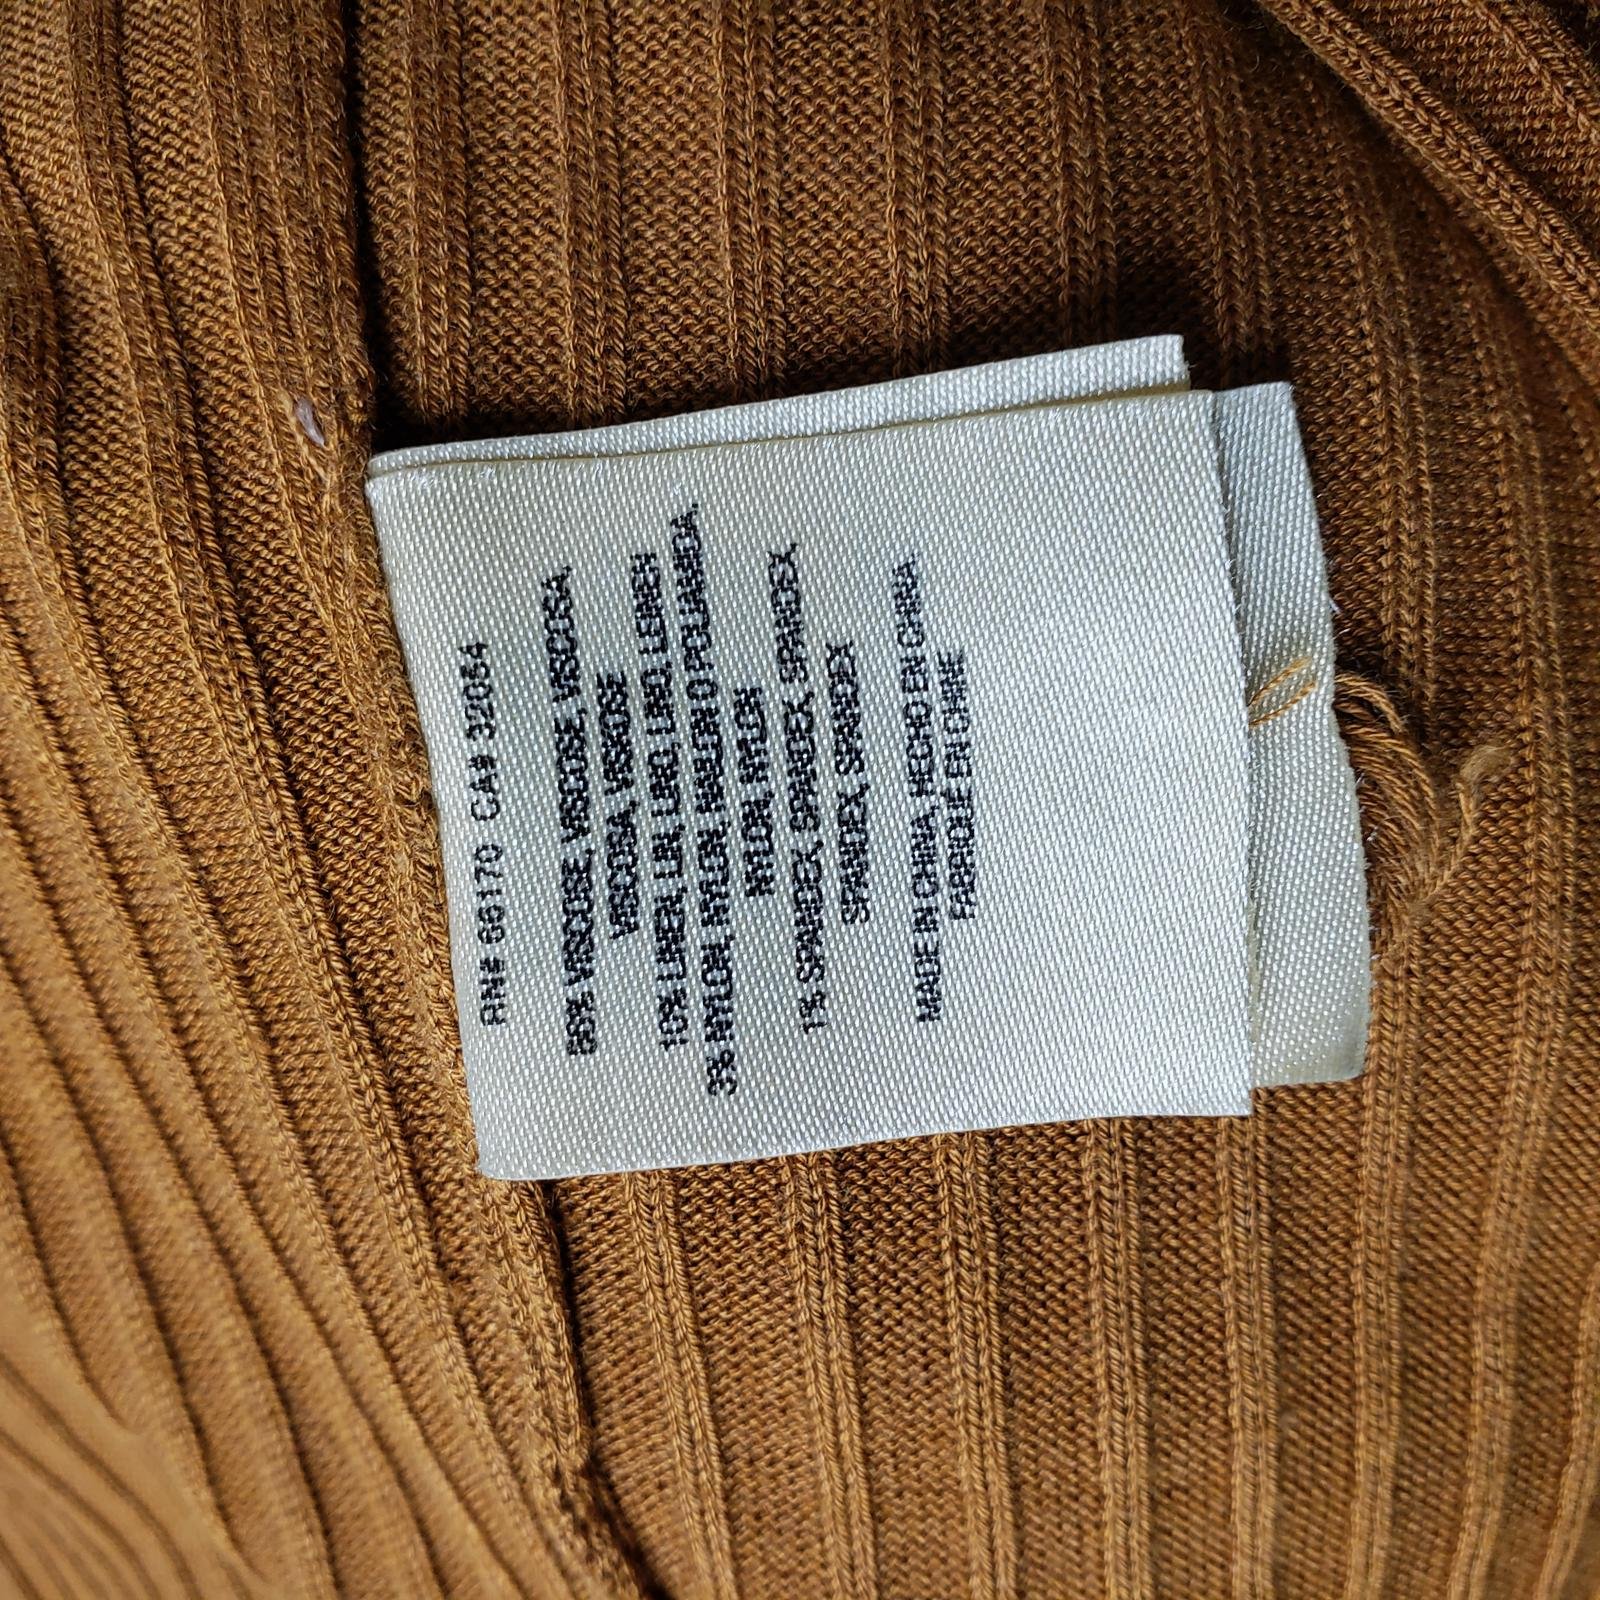 RN# 66170 CA# 32054
86% VISCOSE, VISCOSE, VISCOSA,
VISCOSA, VISKOSE
10% LINEN, LIN, LINO, LINO, LEINEN
3% NYLON, NYLON, NAILON O POLIAMIDA,
NYLON, NYLON
1% SPANDEX, SPANDEX, SPANDEX
SPANDEX, SPANDEX
MADE IN CHINA, HECHO EN CHINA,
FABRIQUÉ EN CHINE